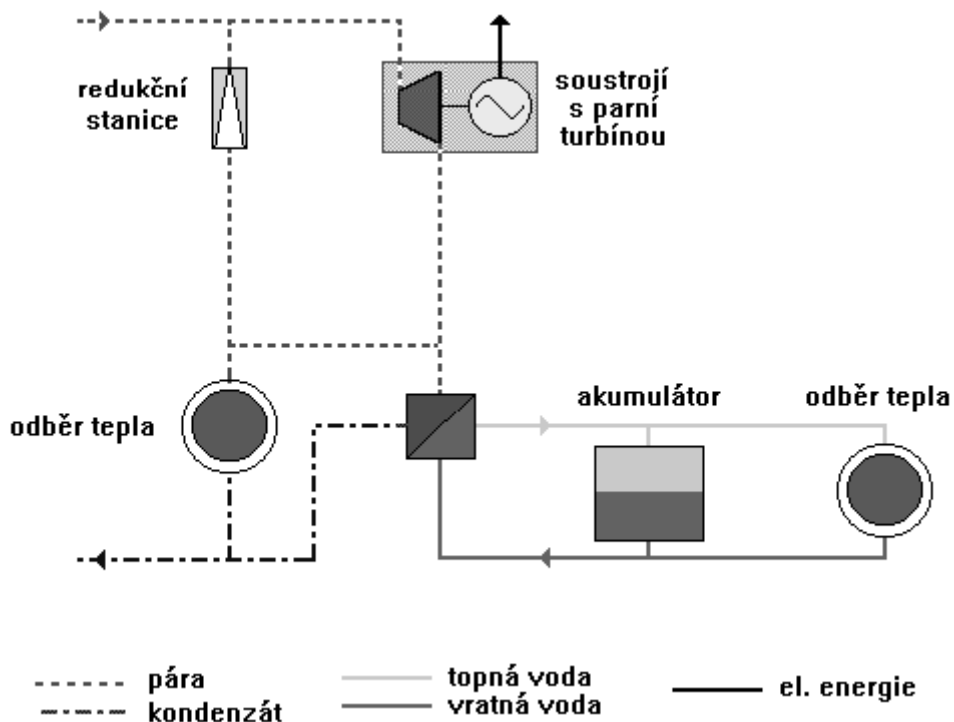 redukční
stanice
soustrojí
s parní
turbínou
odběr tepla
akumulátor
odběr tepla
pára
kondenzát
topná voda
vratná voda
el. energie